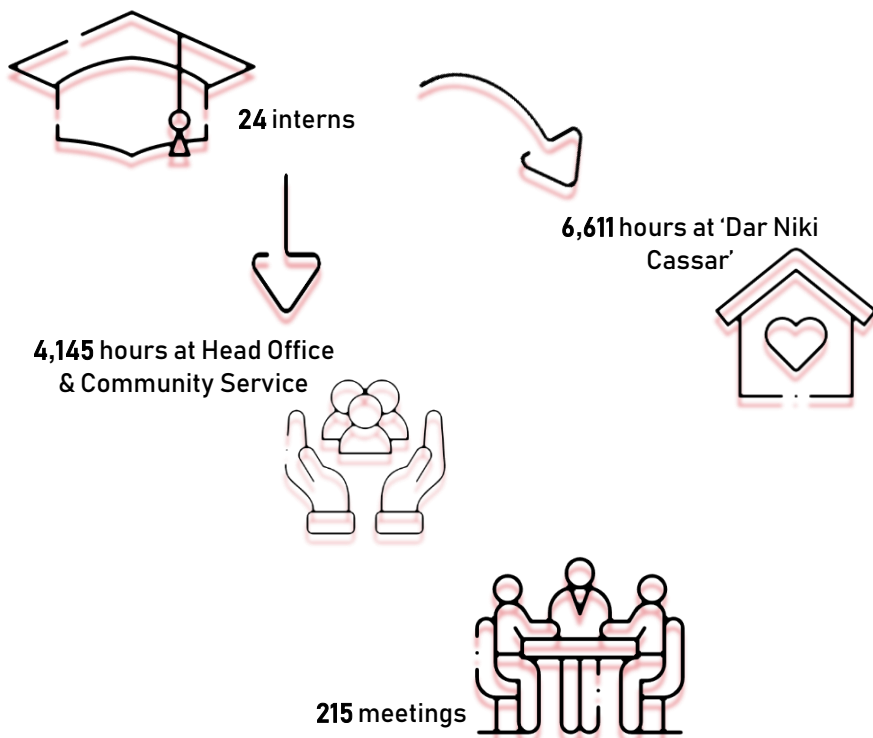 24 interns
6,611 hours at ‘Dar Niki
Cassar’
4,145 hours at Head Office
& Community Service
215 meetings